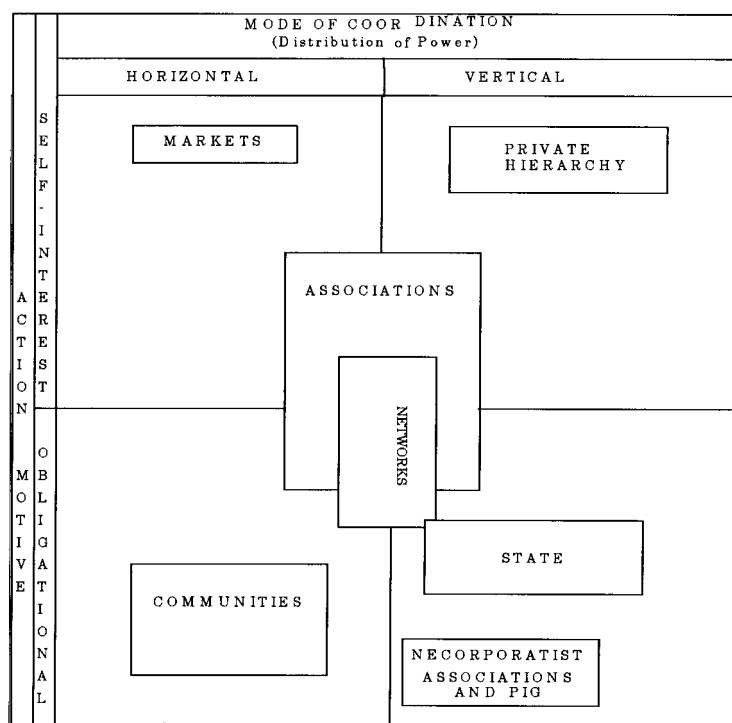 MODE OF COOR DINATION
(Distribution of Power)
HORIZONTAL
VERTICAL
ACTION MOTIVE
SELF-INTEREST
OBLIGATIONAL
MARKETS
PRIVATE
HIERARCHY
ASSOCIATIONS
NETWORKS
STATE
COMMUNITIES
NECORPORATIST
ASSOCIATIONS
AND PIG